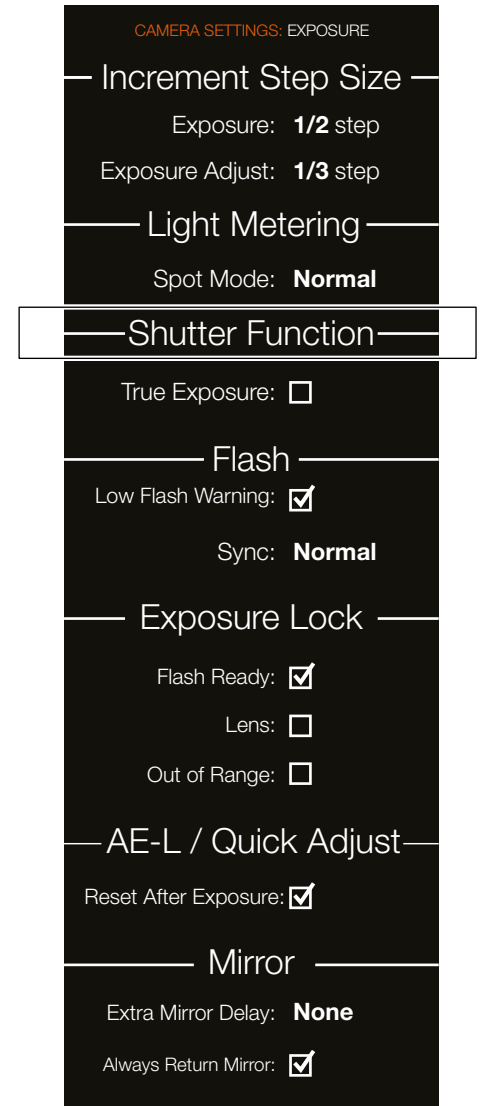 CAMERA SETTINGS: EXPOSURE
Increment Step Size
Exposure: 1/2 step
Exposure Adjust: 1/3 step
Light Metering
Spot Mode: Normal
Shutter Function
True Exposure:
Flash
Low Flash Warning:
Sync: Normal
Exposure Lock
Flash Ready:
Lens:
Out of Range:
AE-L / Quick Adjust
Reset After Exposure:
Mirror
Extra Mirror Delay: None
Always Return Mirror: